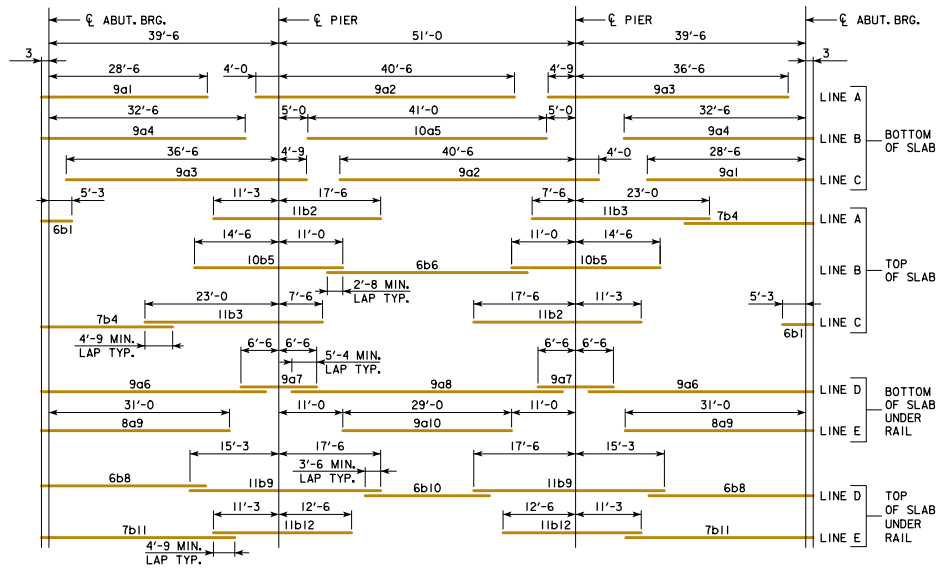 ℄ ABUT. BRG.
℄ PIER
℄ PIER
℄ ABUT. BRG.
39'-6
51'-0
39'-6
3
3
28'-6
4'-0
40'-6
4'-9
36'-6
9a1
9a2
9a3
LINE A
32'-6
5'-0
41'-0
5'-0
32'-6
9a4
10a5
9a4
LINE B
BOTTOM
OF SLAB
36'-6
4'-9
40'-6
4'-0
28'-6
9a3
9a2
9a1
LINE C
5'-3
11'-3
17'-6
7'-6
23'-0
6b1
11b2
11b3
7b4
LINE A
14'-6
11'-0
11'-0
14'-6
10b5
6b6
10b5
LINE B
TOP
OF SLAB
2'-8 MIN.
LAP TYP.
23'-0
7'-6
17'-6
11'-3
5'-3
7b4
11b3
11b2
6b1
LINE C
4'-9 MIN.
LAP TYP.
6'-6
6'-6
6'-6
6'-6
5'-4 MIN.
LAP TYP.
9a6
9a7
9a8
9a7
9a6
LINE D
31'-0
11'-0
29'-0
11'-0
31'-0
8a9
9a10
8a9
LINE E
BOTTOM
OF SLAB
UNDER
RAIL
15'-3
17'-6
17'-6
15'-3
3'-6 MIN.
LAP TYP.
6b8
11b9
6b10
11b9
6b8
LINE D
11'-3
12'-6
12'-6
11'-3
7b11
11b12
11b12
7b11
LINE E
TOP
OF SLAB
UNDER
RAIL
4'-9 MIN.
LAP TYP.